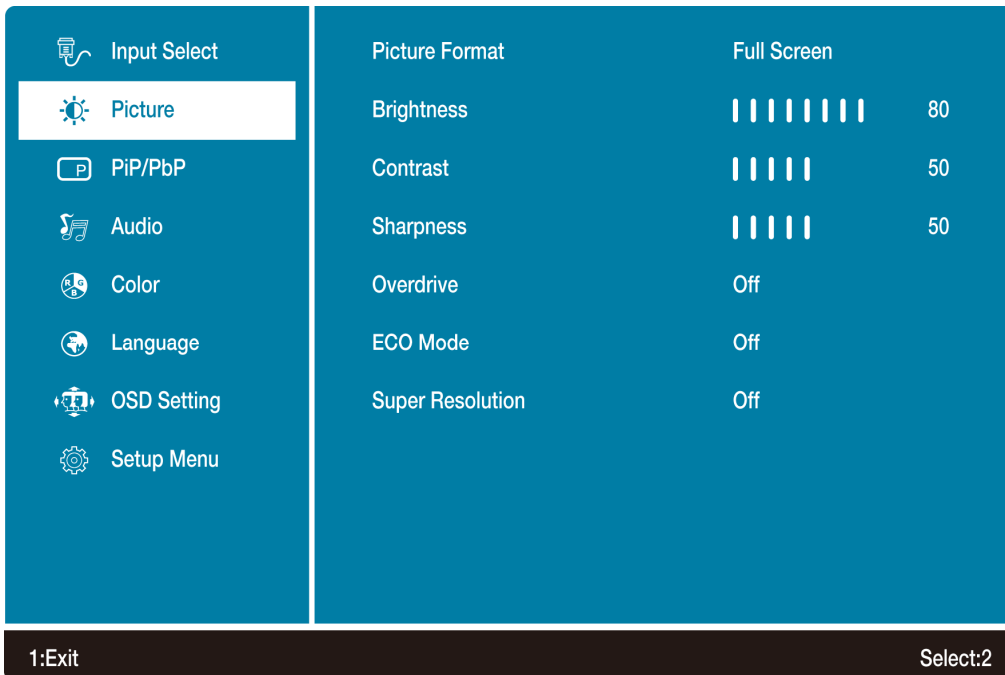 Input Select
Picture
PiP/PbP
P
Audio
Color
R G
B
Language
OSD Setting
Setup Menu
Picture Format Full Screen
Brightness 80
Contrast 50
Sharpness 50
Overdrive Off
ECO Mode Off
Super Resolution Off
1:Exit Select:2